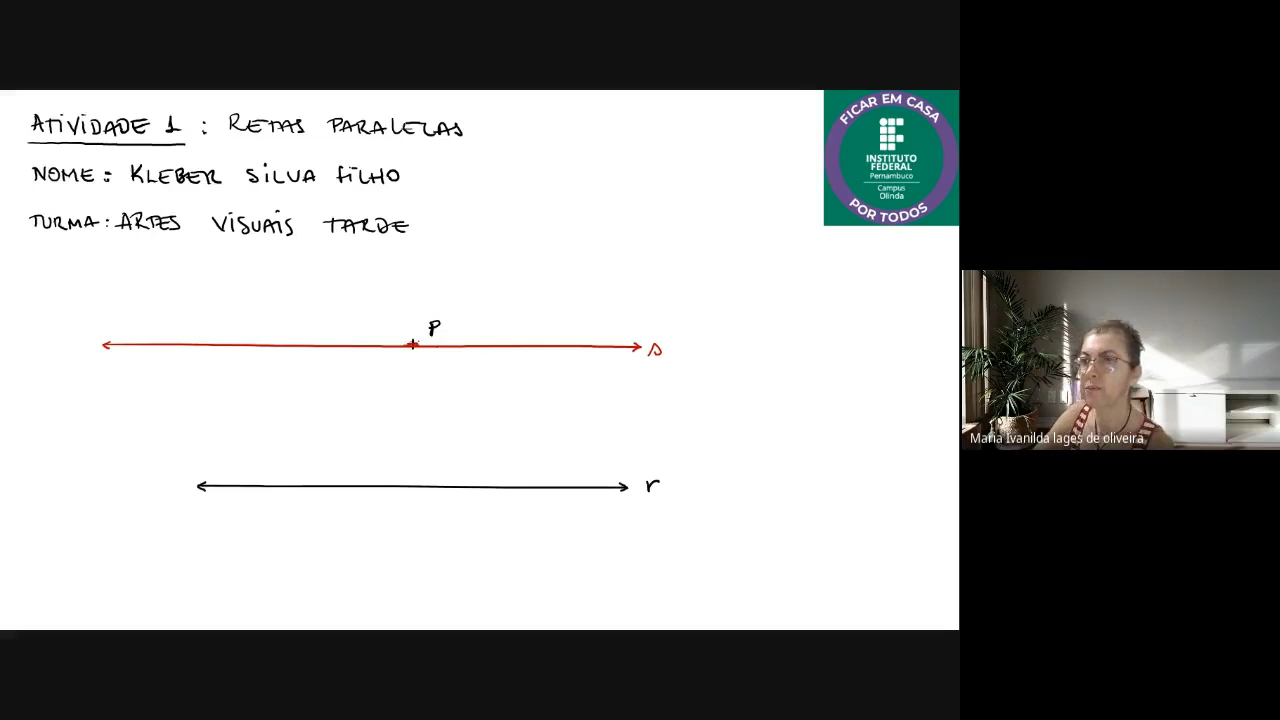 ATIVIDADE 1 : RETAS PARALELAS
NOME: KLEBER SILVA FILHO
TURMA: ARTES VISUAIS TARDE
FICAR EM CASA
INSTITUTO
FEDERAL
Pernambuco
Campus
Olinda
POR TODOS
P
s
r
Maria Ivanilda lages de oliveira